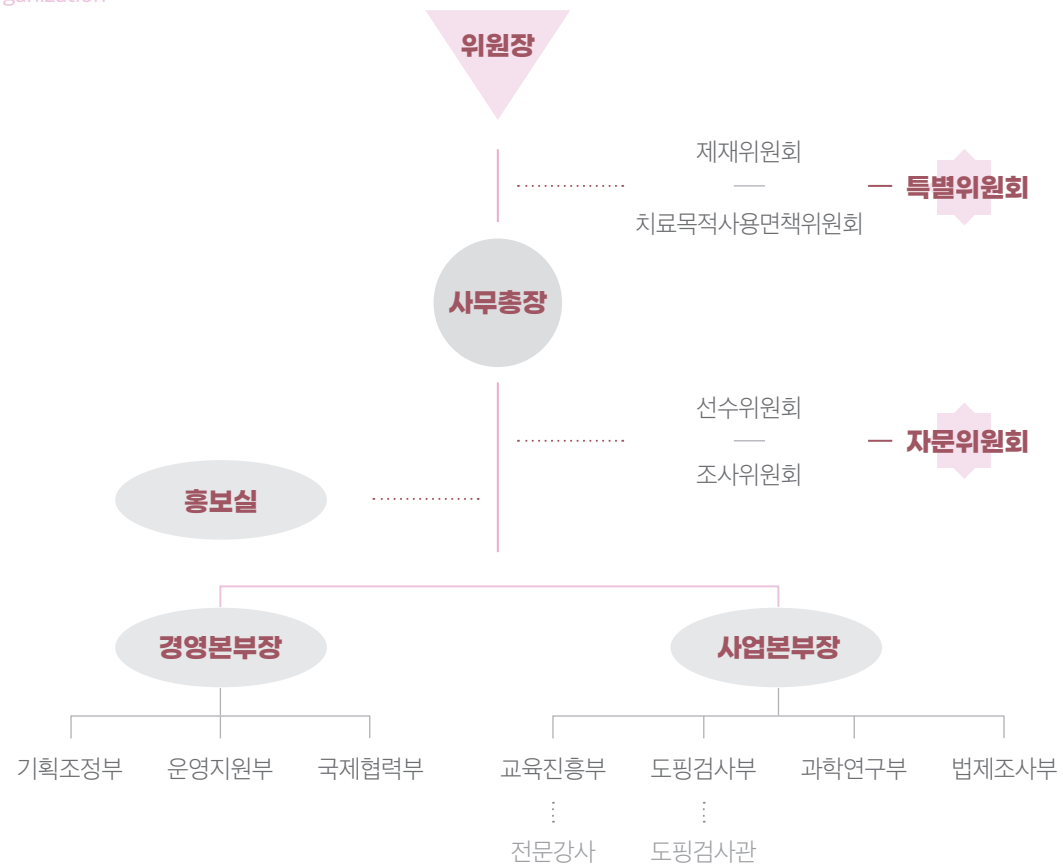 ganization
위원장
제재위원회
특별위원회
치료목적사용면책위원회
사무총장
선수위원회
자문위원회
조사위원회
홍보실
경영본부장
사업본부장
기획조정부
운영지원부
국제협력부
교육진흥부
도핑검사부
과학연구부
법제조사부
전문강사
도핑검사관